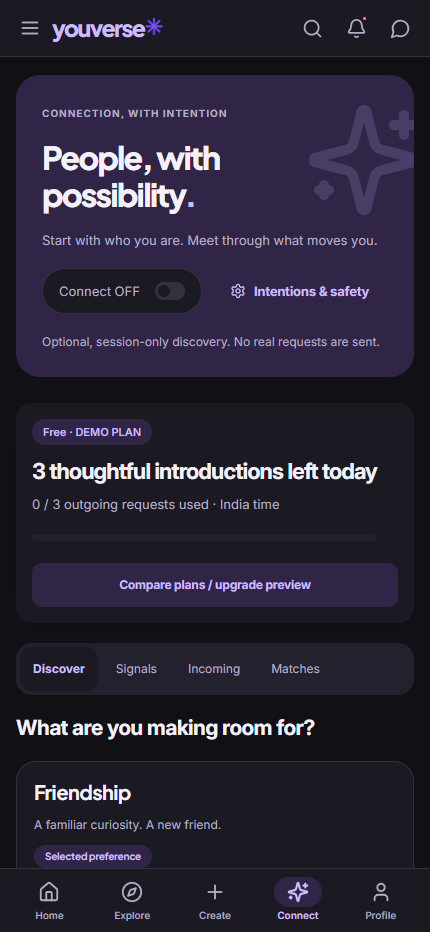 youverse
CONNECTION, WITH INTENTION
People, with
possibility.
Start with who you are. Meet through what moves you.
Connect OFF
Intentions & safety
Optional, session-only discovery. No real requests are sent.
Free · DEMO PLAN
3 thoughtful introductions left today
0 / 3 outgoing requests used · India time
Compare plans / upgrade preview
Discover Signals Incoming Matches
What are you making room for?
Friendship
A familiar curiosity. A new friend.
Selected preference
Home Explore Create Connect Profile